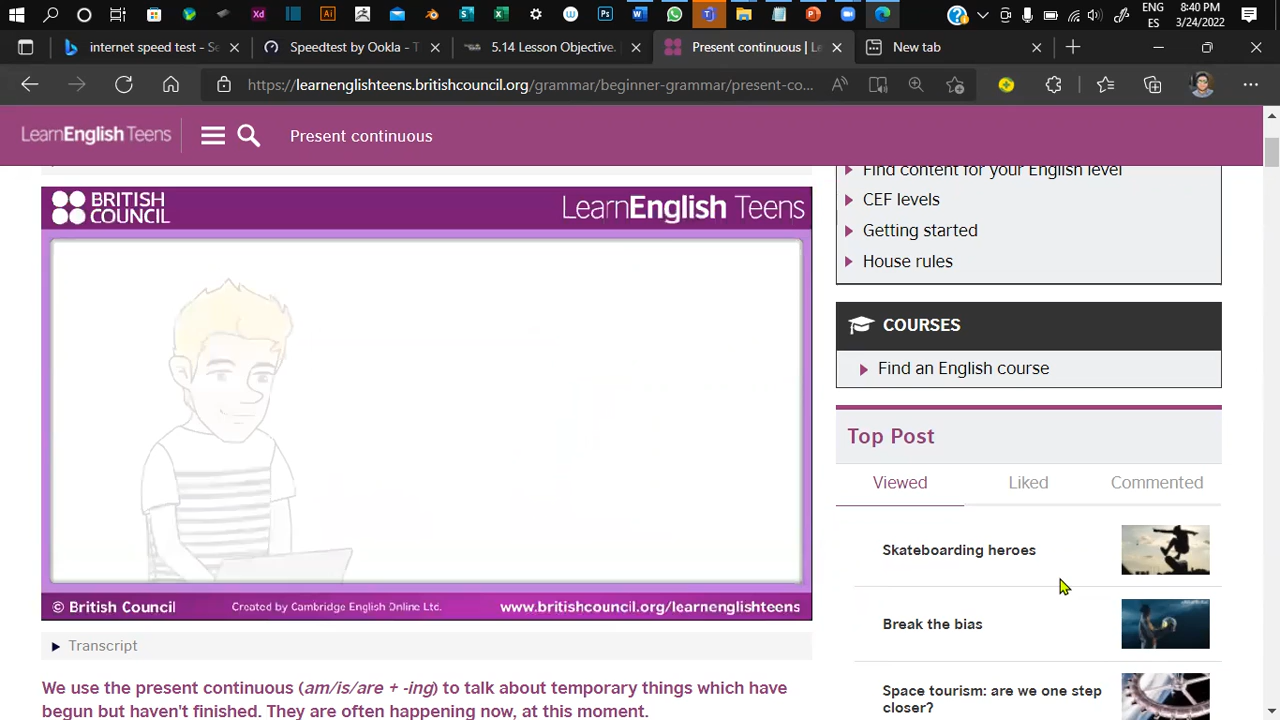 ENG
ES
8:40 PM
3/24/2022
internet speed test - Se
Speedtest by Ookla - T
5.14 Lesson Objective.
Present continuous | Le
New tab
https://learnenglishteens.britishcouncil.org/grammar/beginner-grammar/present-co...
LearnEnglish Teens
Present continuous
BRITISH
COUNCIL
LearnEnglish Teens
© British Council
Created by Cambridge English Online Ltd.
www.britishcouncil.org/learnenglishteens
Transcript
We use the present continuous (am/is/are + -ing) to talk about temporary things which have
begun but haven't finished. They are often happening now, at this moment.
Find content for your English level
CEF levels
Getting started
House rules
COURSES
Find an English course
Top Post
Viewed
Liked
Commented
Skateboarding heroes
Break the bias
Space tourism: are we one step
closer?